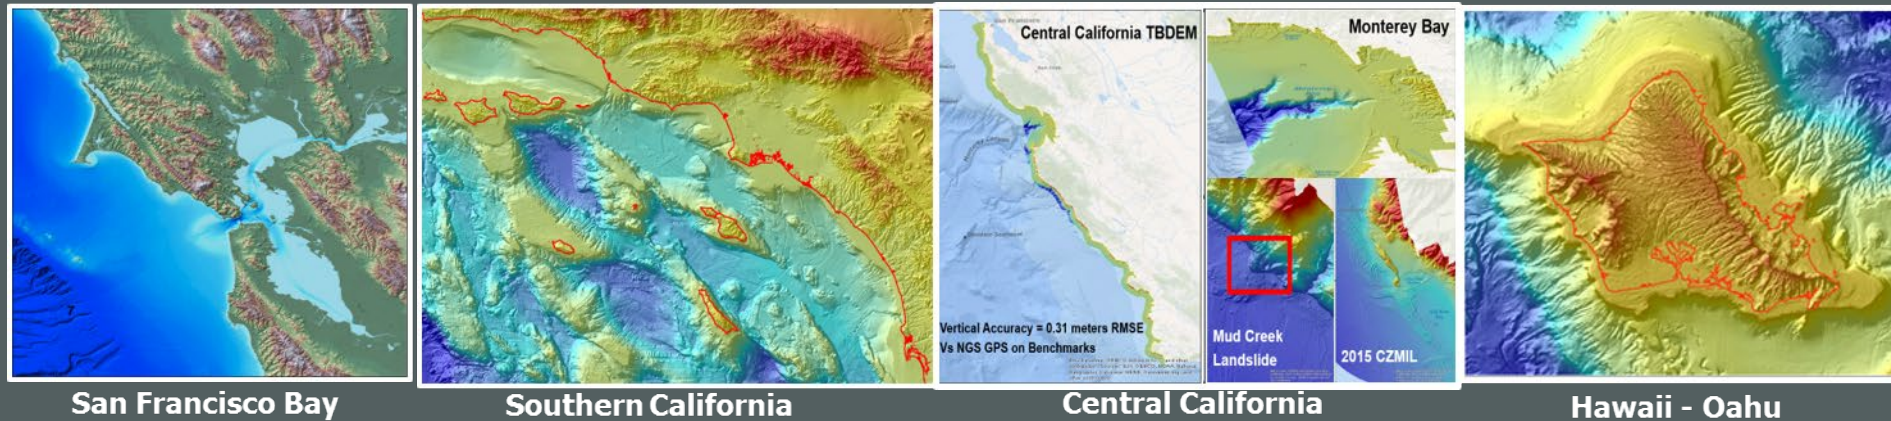 Central California TBDEM
Monterey Bay
Vertical Accuracy = 0.31 meters RMSE
Vs NGS GPS on Benchmarks
Mud Creek
Landslide
2015 CZMIL
San Francisco Bay
Southern California
Central California
Hawaii - Oahu